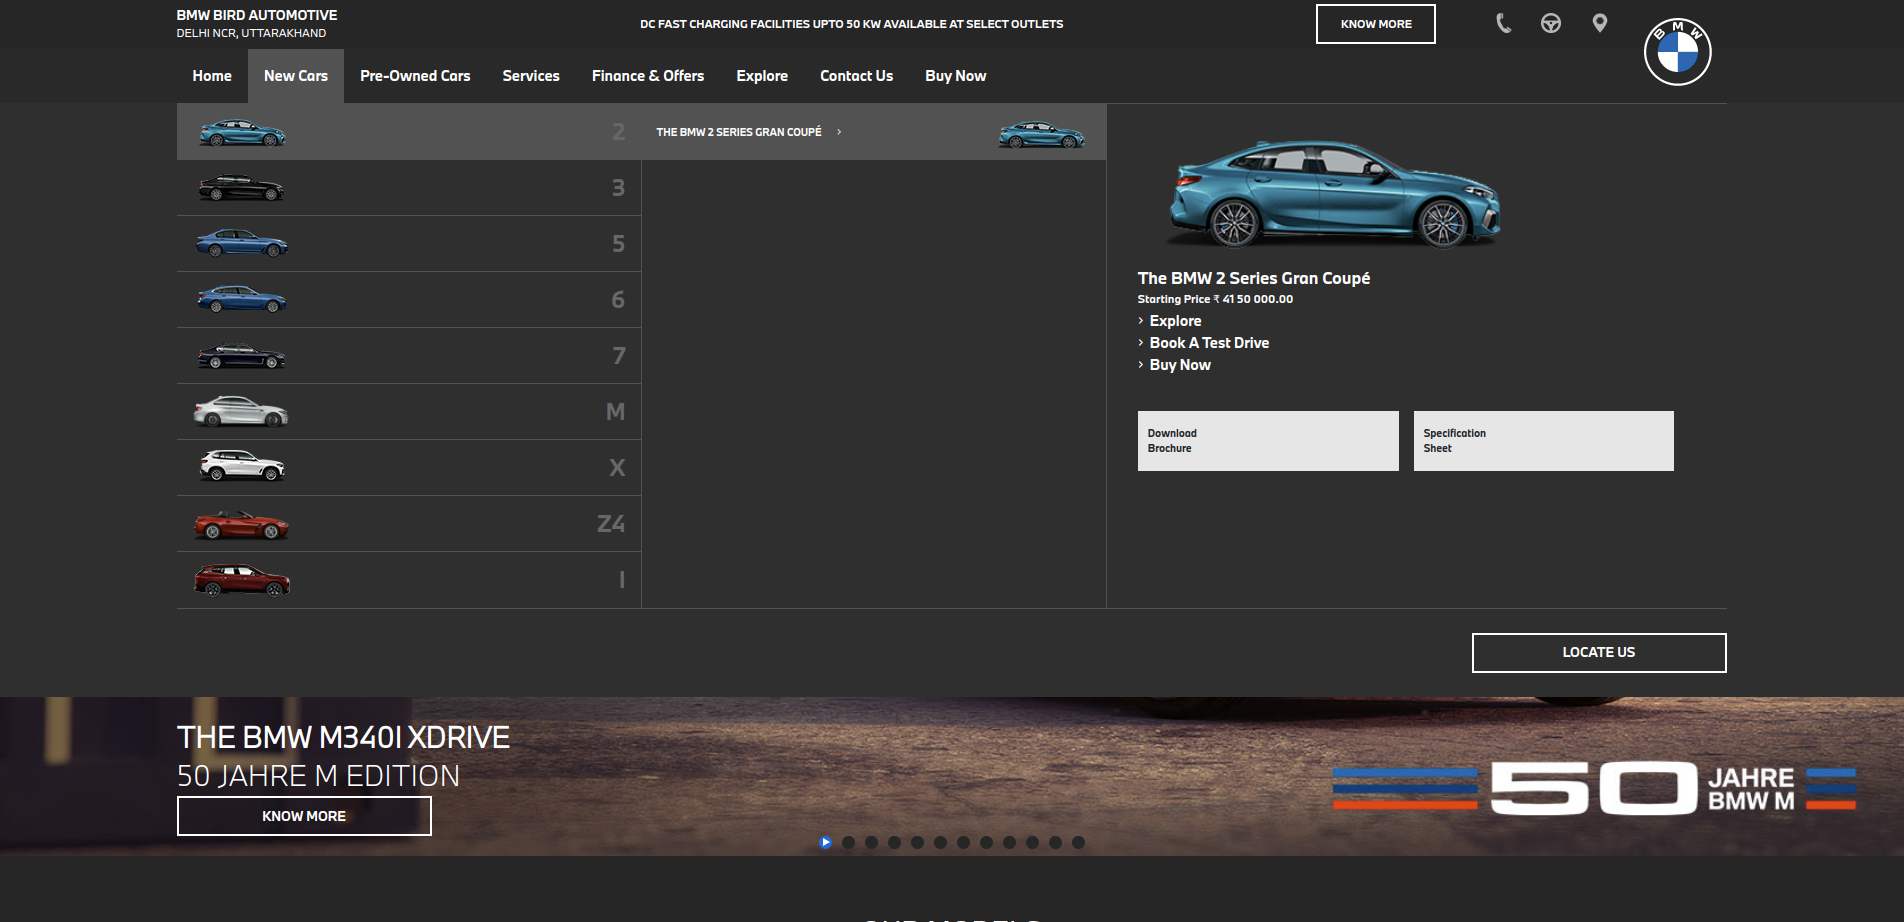 BMW BIRD AUTOMOTIVE
DELHI NCR, UTTARAKHAND
DC FAST CHARGING FACILITIES UPTO 50 KW AVAILABLE AT SELECT OUTLETS
KNOW MORE
BMW
Home New Cars Pre-Owned Cars Services Finance & Offers Explore Contact Us Buy Now
2
3
5
6
7
M
X
Z4
I
THE BMW 2 SERIES GRAN COUPÉ
The BMW 2 Series Gran Coupé
Starting Price ₹ 41 50 000.00
Explore
Book A Test Drive
Buy Now
Download
Brochure
Specification
Sheet
LOCATE US
THE BMW M340I XDRIVE
50 JAHRE M EDITION
KNOW MORE
50 JAHRE
BMW M